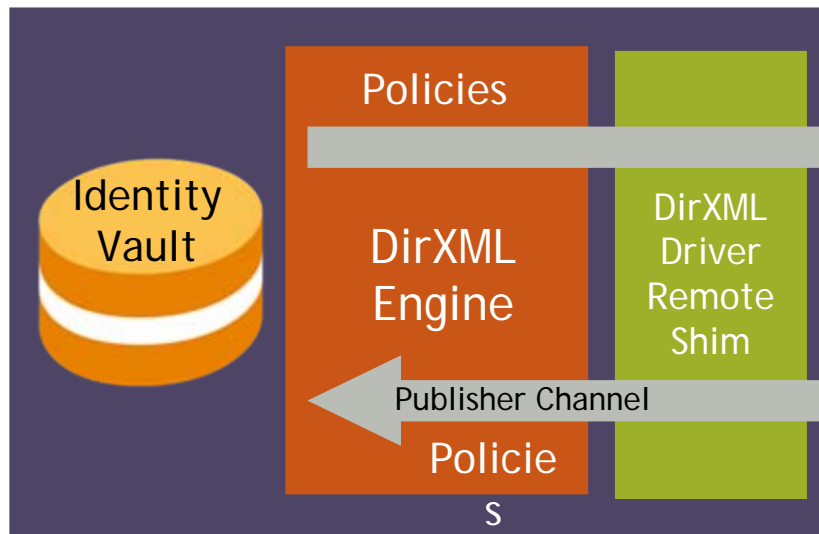 Policies
Identity
Vault
DirXML
Engine
DirXML
Driver
Remote
Shim
Publisher Channel
Policie
s